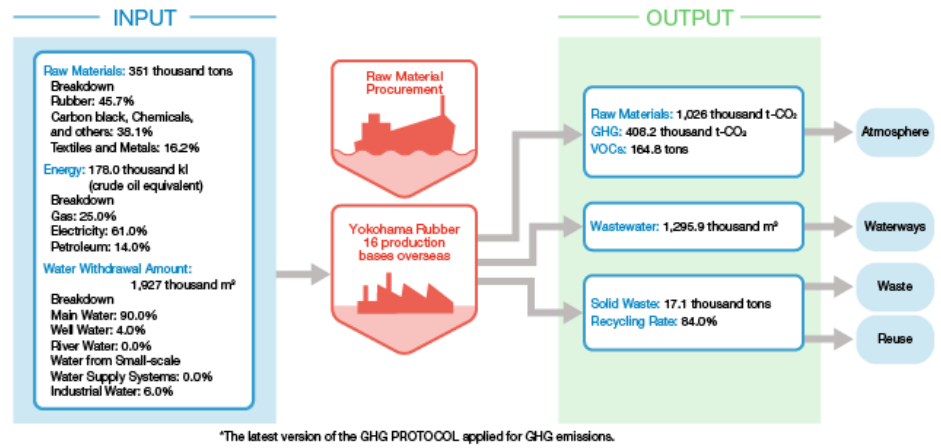 INPUT
Raw Materials: 351 thousand tons
Breakdown
Rubber: 45.7%
Carbon black, Chemicals,
and others: 38.1%
Textiles and Metals: 16.2%
Energy: 178.0 thousand kl
(crude oil equivalent)
Breakdown
Gas: 25.0%
Electricity: 61.0%
Petroleum: 14.0%
Water Withdrawal Amount:
1,927 thousand m³
Breakdown
Main Water: 90.0%
Well Water: 4.0%
River Water: 0.0%
Water from Small-scale
Water Supply Systems: 0.0%
Industrial Water: 6.0%
Raw Material
Procurement
Yokohama Rubber
16 production
bases overseas
OUTPUT
Raw Materials: 1,026 thousand t-CO₂
GHG: 408.2 thousand t-CO₂
VOCs: 164.8 tons
Wastewater: 1,295.9 thousand m³
Solid Waste: 17.1 thousand tons
Recycling Rate: 84.0%
Atmosphere
Waterways
Waste
Reuse
*The latest version of the GHG PROTOCOL applied for GHG emissions.